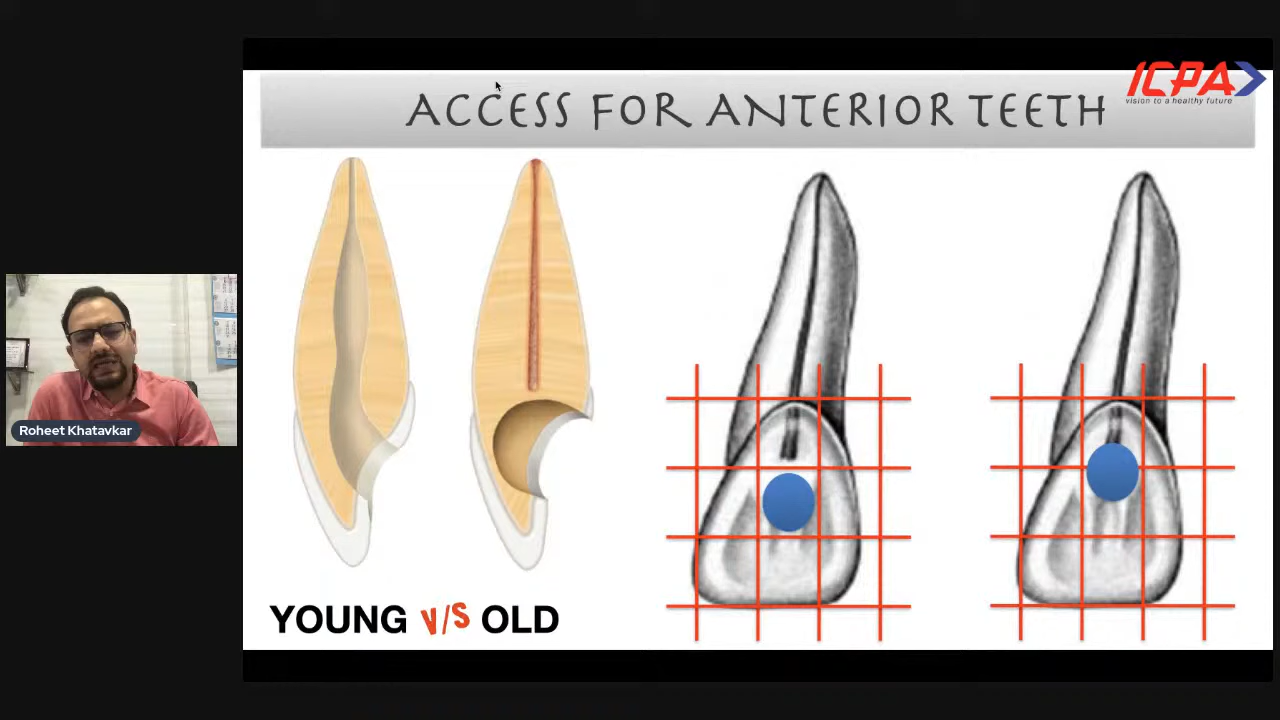 ACCESS FOR ANTERIOR TEETH
ICPA
vision to a healthy future
Roheet Khatavkar
YOUNG V/S OLD